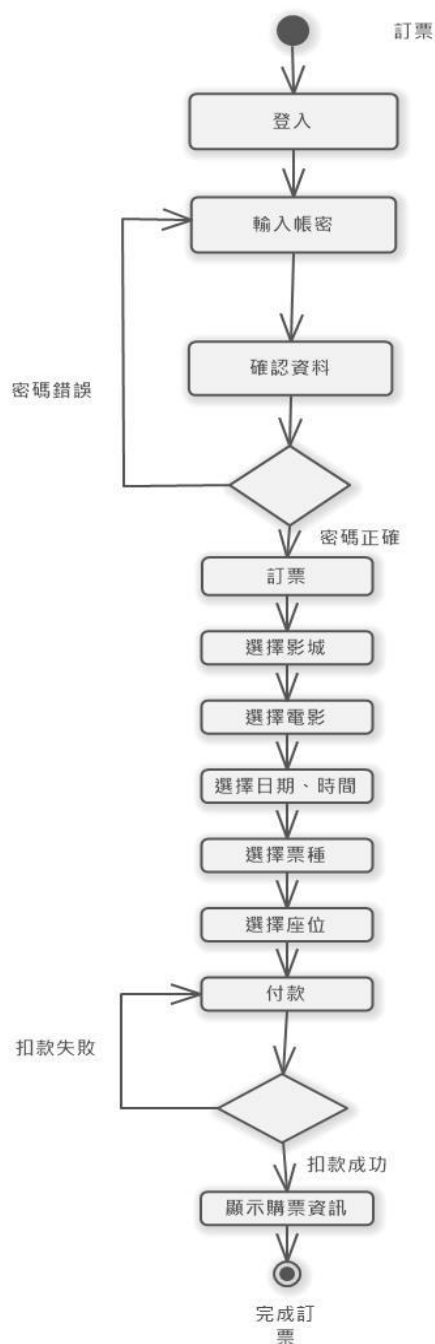 訂票
登入
輸入帳密
確認資料
密碼錯誤
密碼正確
訂票
選擇影城
選擇電影
選擇日期、時間
選擇票種
選擇座位
付款
扣款失敗
扣款成功
顯示購票資訊
完成訂
票